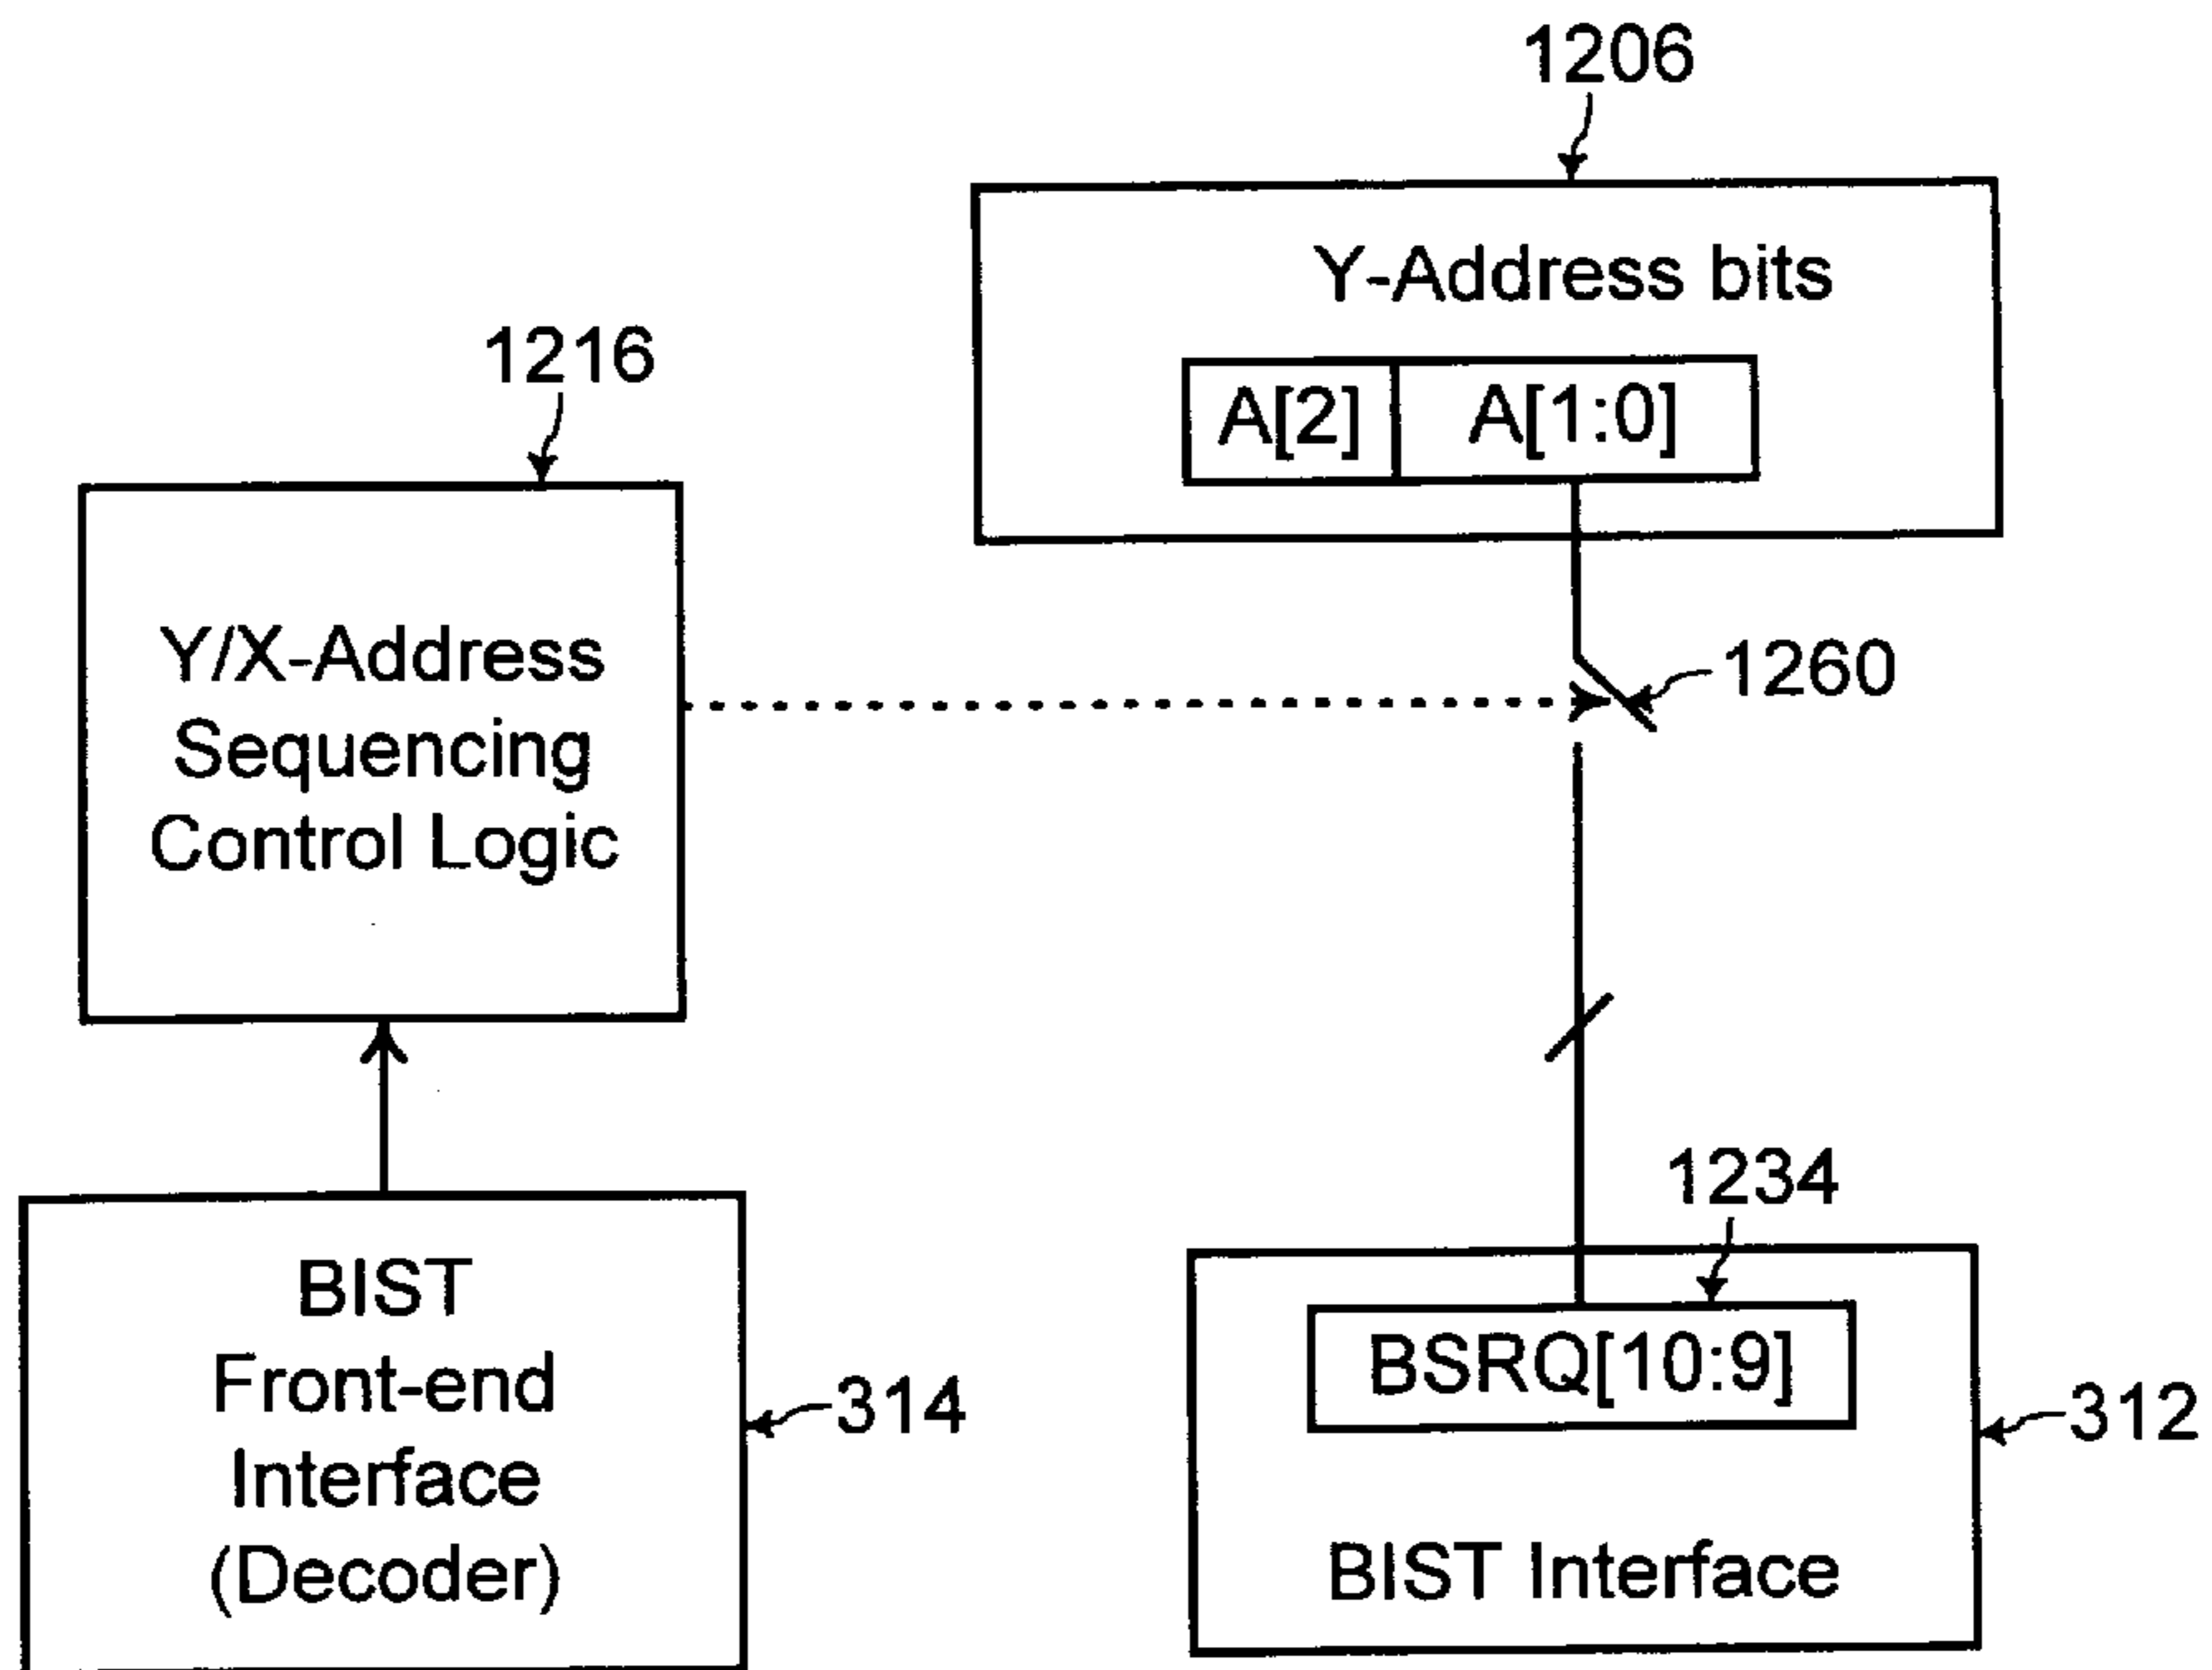 1206
Y-Address bits
A[2] A[1:0]
1216
Y/X-Address
Sequencing
Control Logic
1260
1234
BSRQ[10:9]
BIST Interface
312
BIST
Front-end
Interface
(Decoder)
314